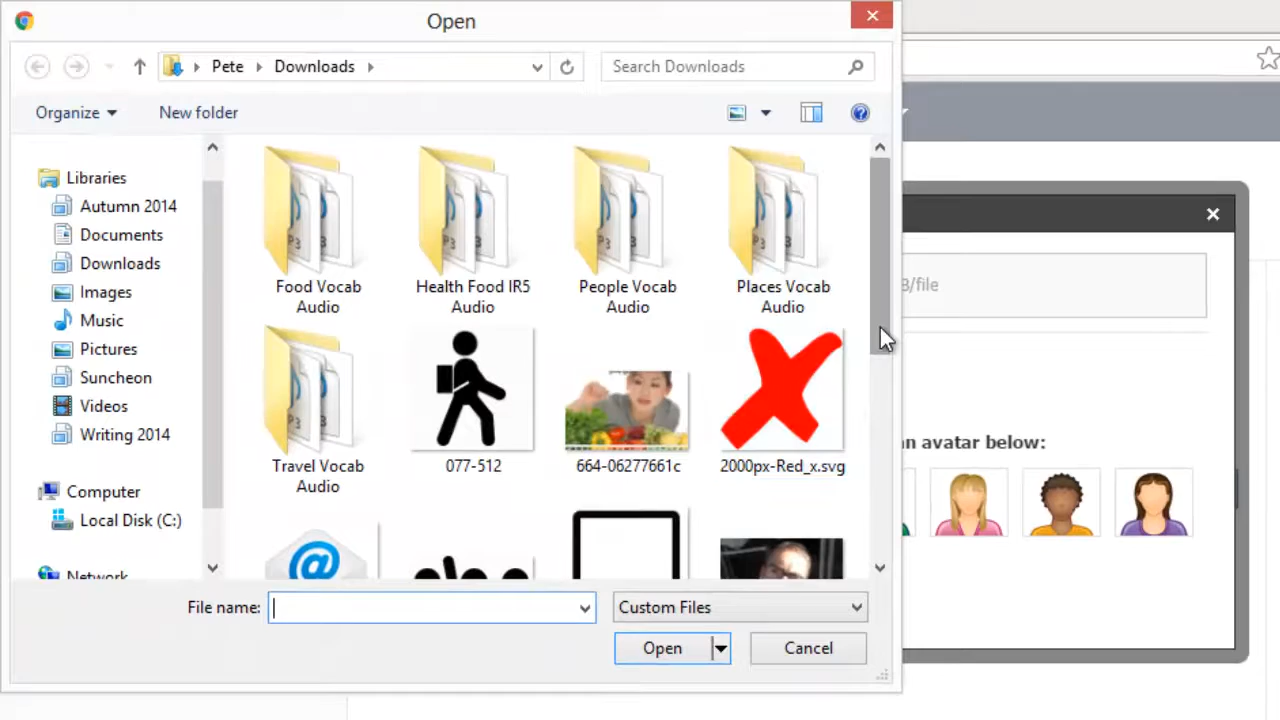 Open
Pete
Downloads
Search Downloads
Organize
New folder
Libraries
Autumn 2014
Documents
Downloads
Images
Music
Pictures
Suncheon
Videos
Writing 2014
Computer
Local Disk (C:)
Network
Food Vocab
Audio
Health Food IR5
Audio
People Vocab
Audio
Places Vocab
Audio
Travel Vocab
Audio
077-512
664-06277661c
2000px-Red_x.svg
@
File name:
Custom Files
Open
Cancel
/file
an avatar below: